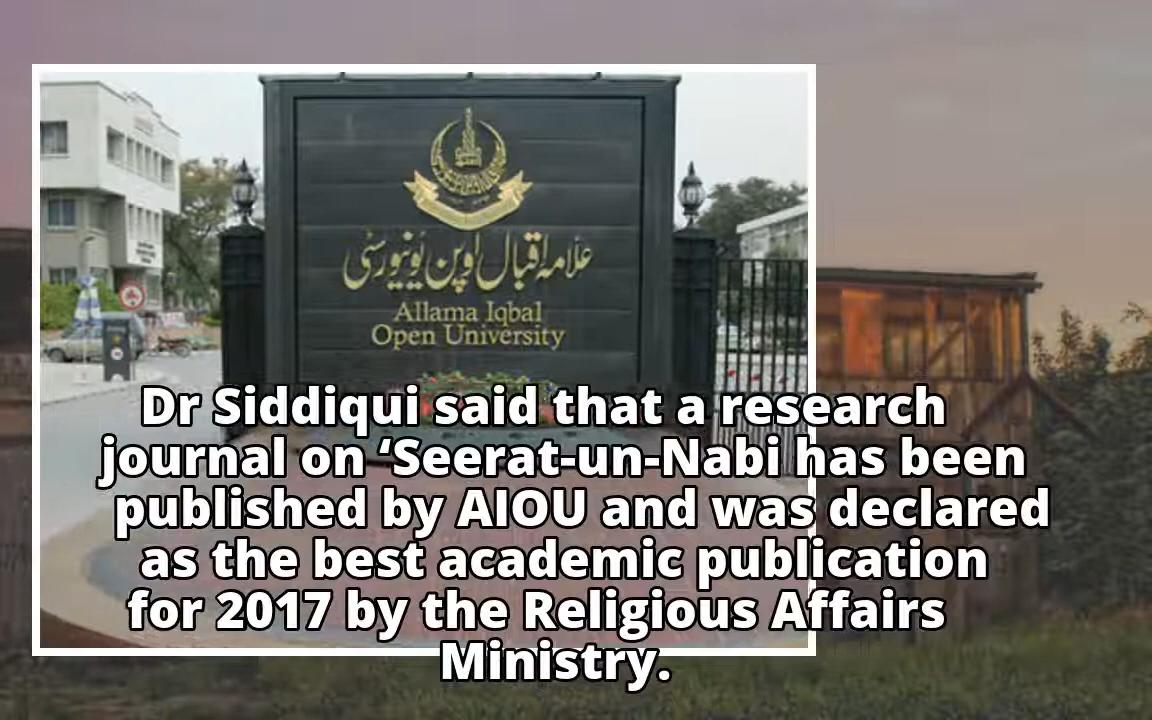 علامہ اقبال اوپن یونیورسٹی
Allama Iqbal
Open University
Dr Siddiqui said that a research
journal on ‘Seerat-un-Nabi has been
published by AIOU and was declared
as the best academic publication
for 2017 by the Religious Affairs
Ministry.